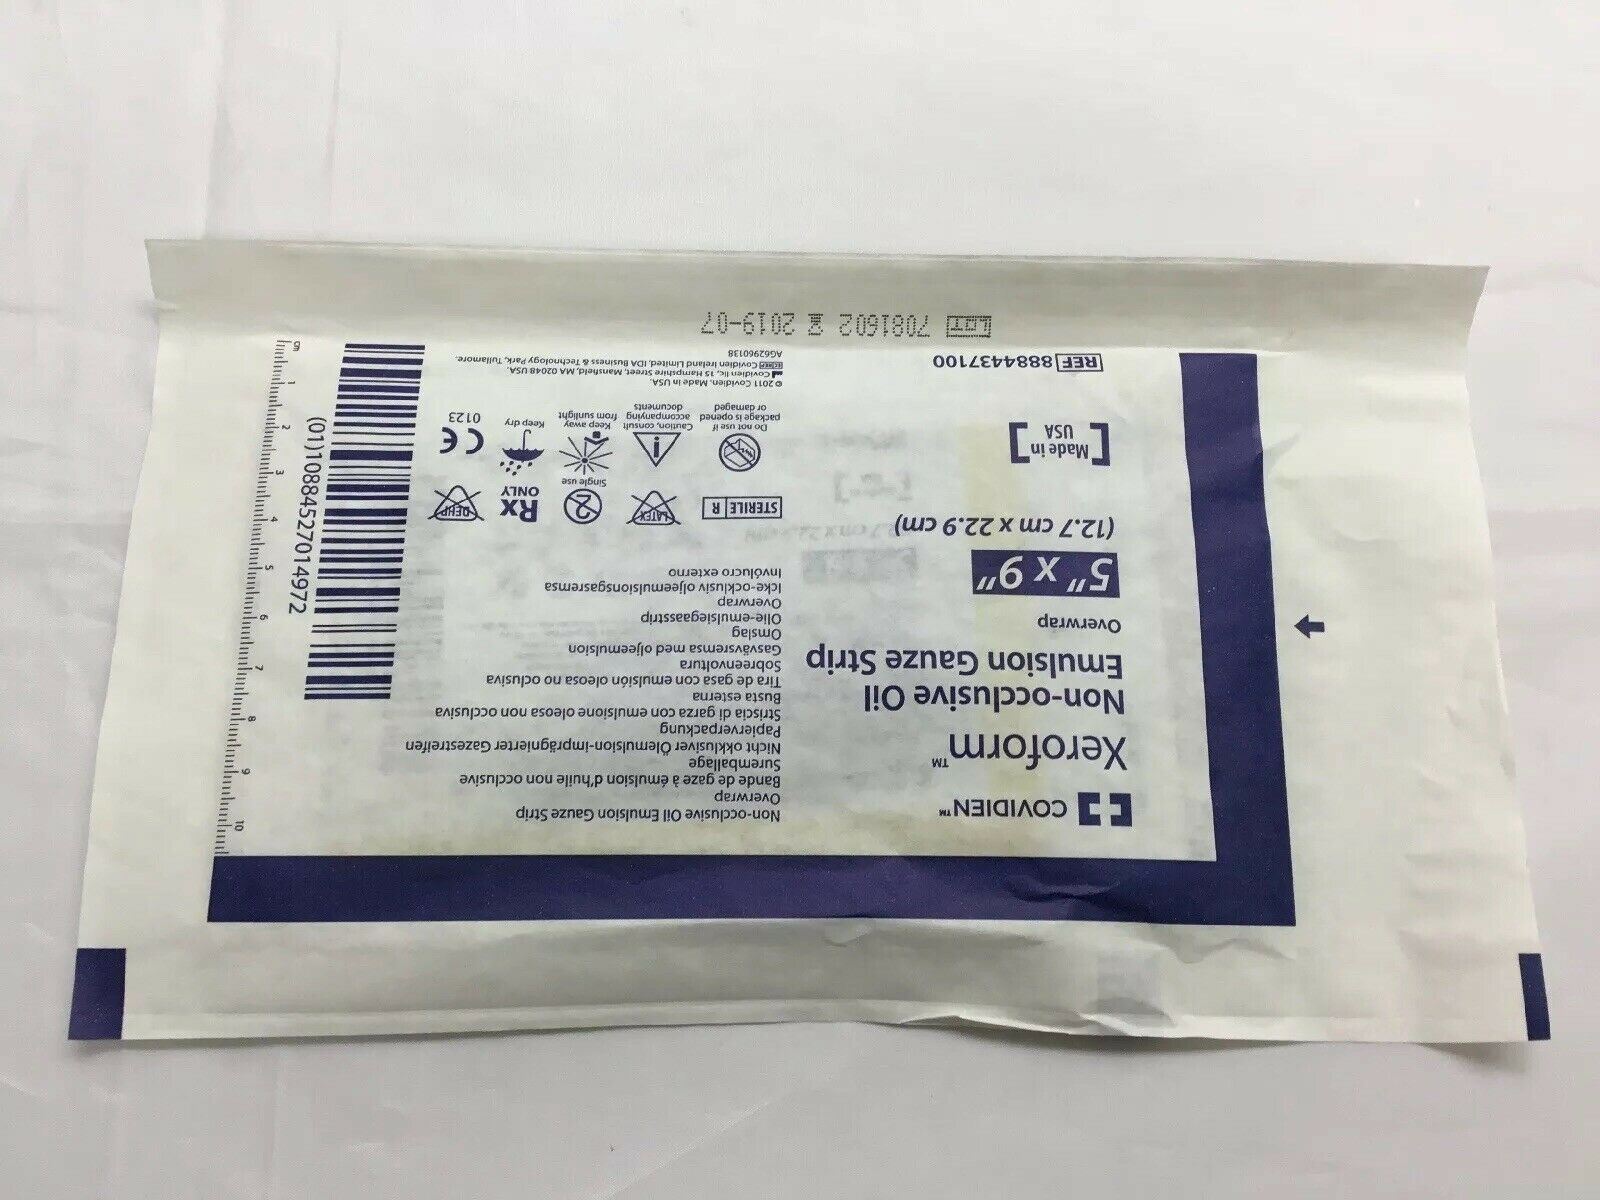 COVIDIEN™
Xeroform™
Non-occlusive Oil
Emulsion Gauze Strip
Overwrap
5" X 9"
(12.7 cm x 22.9 cm)
[Made in
USA]
REF 8884437100
LOT 7081602 2019-07
Non-occlusive Oil Emulsion Gauze Strip
Overwrap
Bande de gaze à émulsion d'huile non occlusive
Suremballage
Nicht okklusiver Ölemulsion-imprägnierter Gazestreifen
Papierverpackung
Striscia di garza con emulsione oleosa non occlusiva
Busta esterna
Tira de gasa con emulsión oleosa no oclusiva
Sobreenvoltura
Gasvävsremsa med oljeemulsion
Omslag
Olie-emulsiegaasstrip
Overwrap
Icke-ocklusiv oljeemulsionsgasremsa
Invólucro externo
STERILE R
LATEX
2
Single use
Rx
ONLY
DEHP
Do not use if
package is opened
or damaged
Caution, consult
accompanying
documents
Keep away
from sunlight
Keep dry
CE
0123
© 2011 Covidien. Made in USA.
Covidien llc, 15 Hampshire Street, Mansfield, MA 02048 USA.
EC REP Covidien Ireland Limited, IDA Business & Technology Park, Tullamore.
AG62960138
(01)10884527014972
10
9
8
7
6
5
4
3
2
1